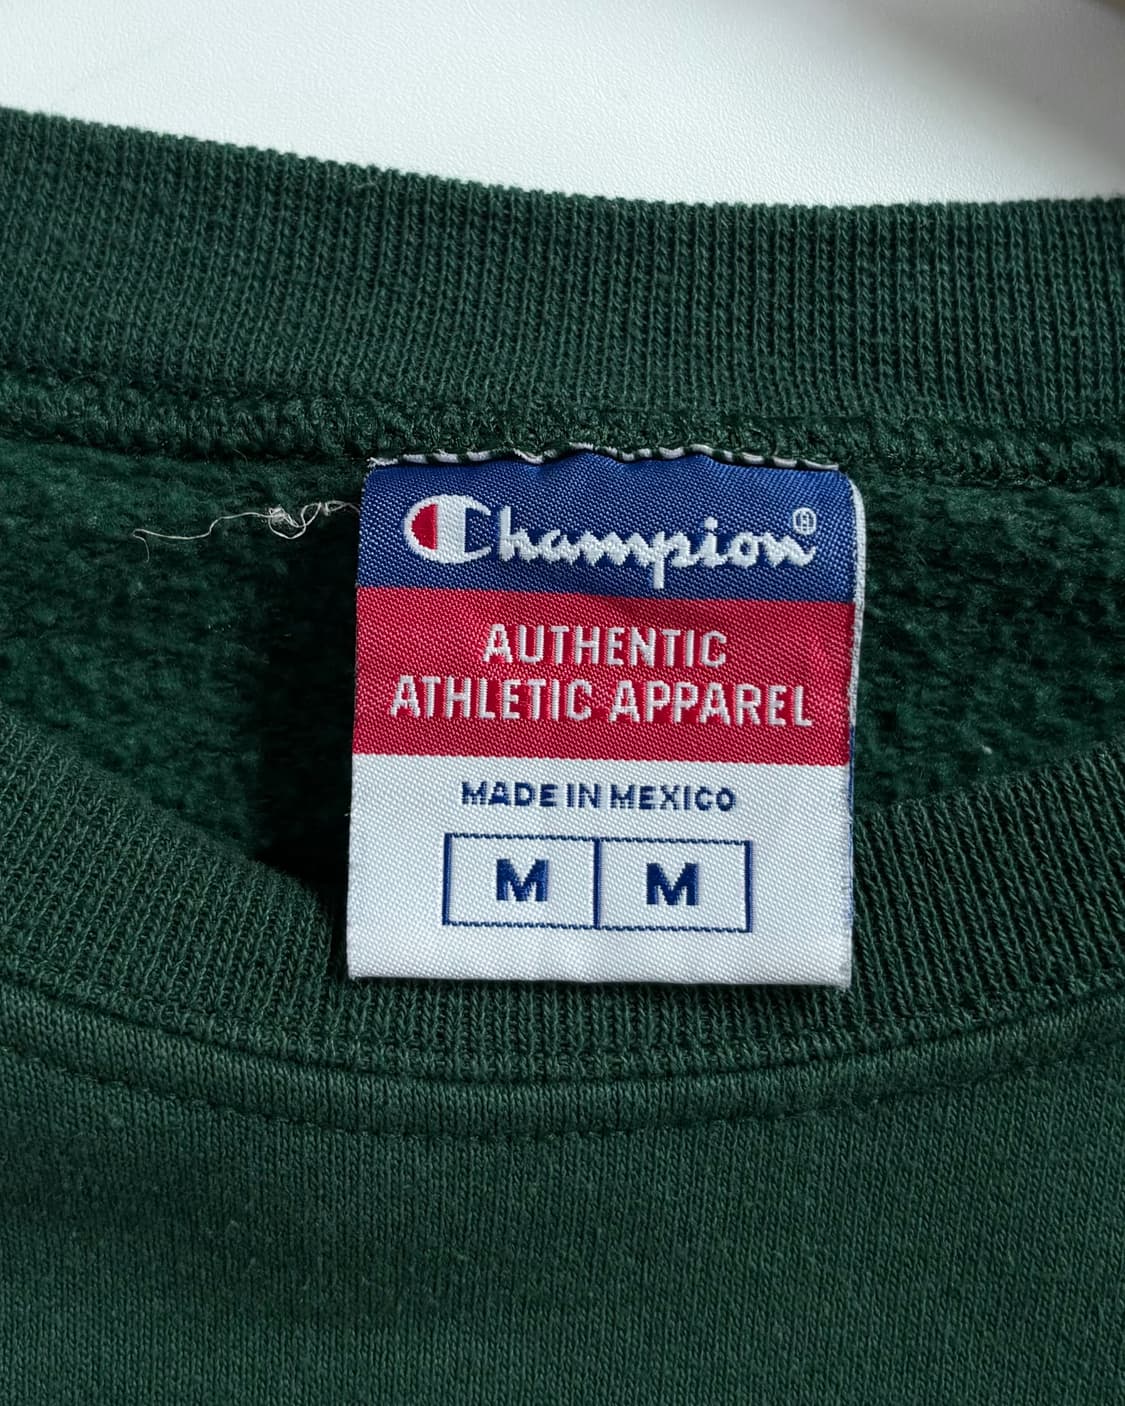 Champion®
AUTHENTIC
ATHLETIC APPAREL
MADE IN MEXICO
M M